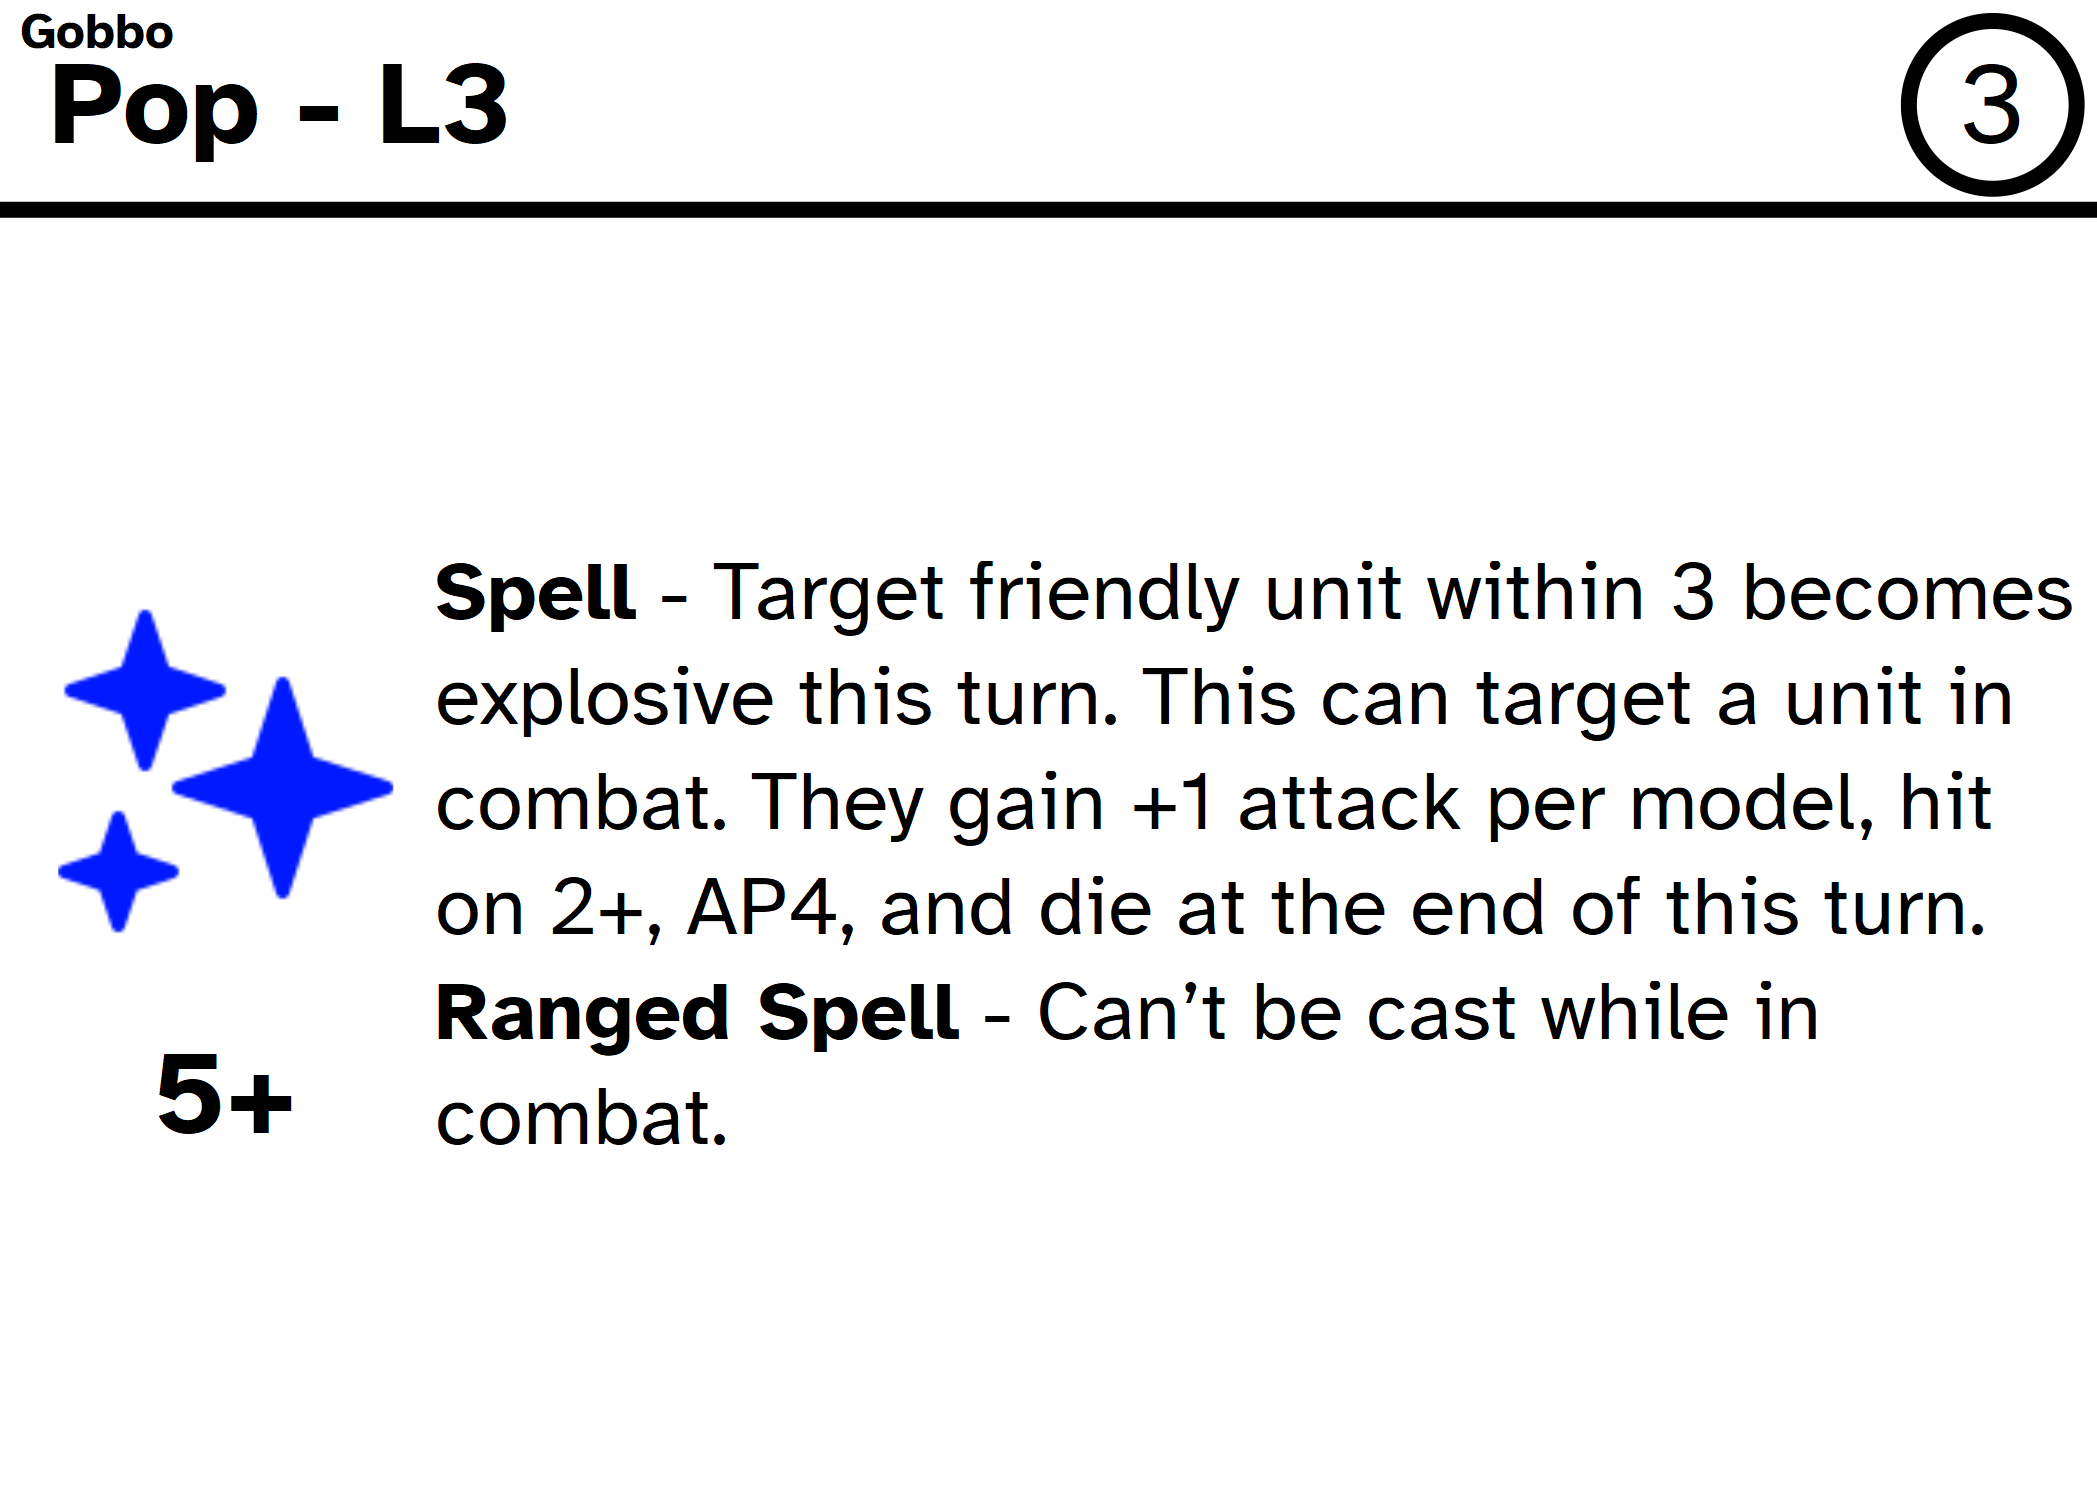 Gobbo
Pop - L3
3
Spell - Target friendly unit within 3 becomes
explosive this turn. This can target a unit in
combat. They gain +1 attack per model, hit
on 2+, AP4, and die at the end of this turn.
Ranged Spell - Can’t be cast while in
combat.
5+